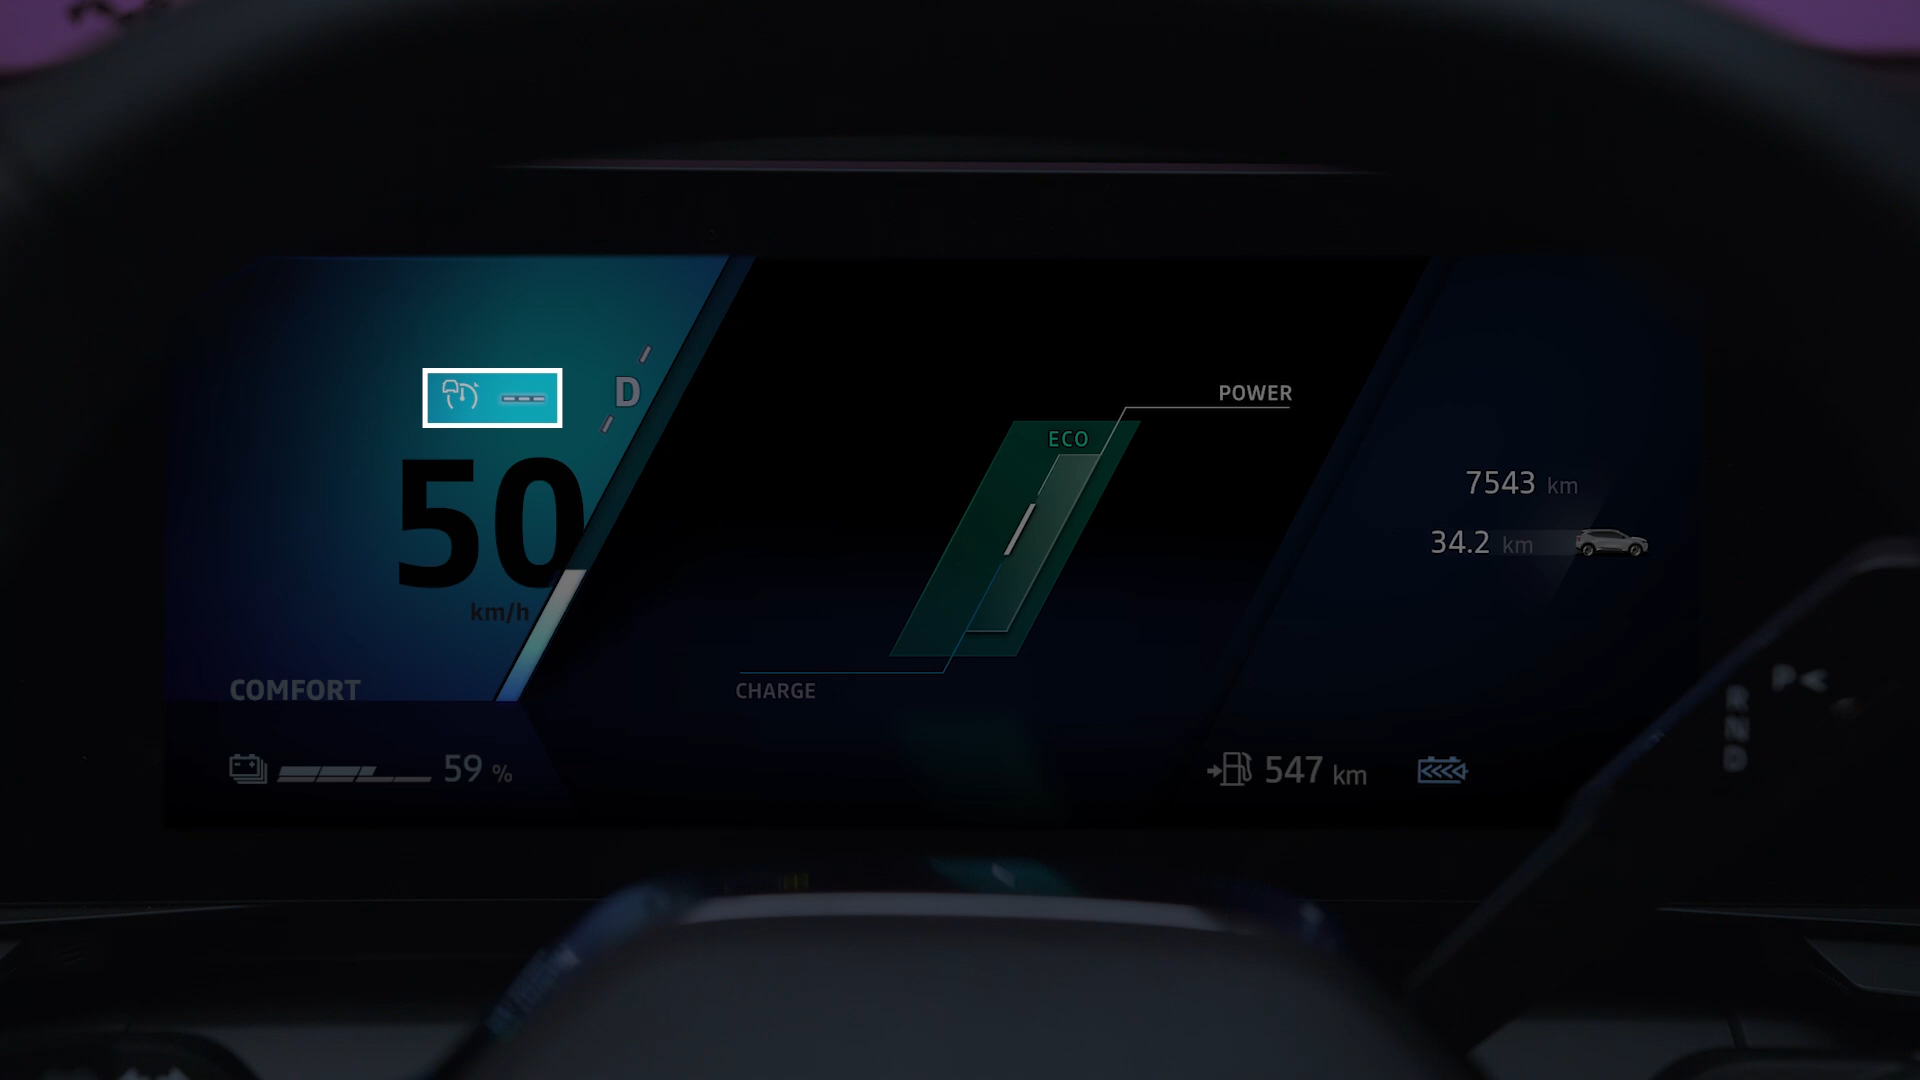 D
50
km/h
COMFORT
59 %
POWER
ECO
CHARGE
7543 km
34.2 km
547 km
P
R
N
D